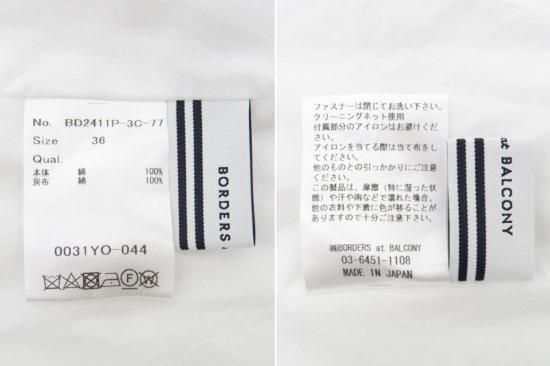 No. BD2411P-3C-77
Size 36
Qual.
本体 綿 100%
別布 綿 100%
0031YO-044
BORDERS
ファスナーは閉じてお洗い下さい。
クリーニングネット使用
付属部分のアイロンはお避けくだ
さい。
アイロンを当てる際は当て布をし
てください。
他のものとの引っかかりにご注意
ください。
この製品は、摩擦（特に湿った状
態）や汗や雨などで濡れた場合、
他の衣料や下着に色が移ることが
ありますので十分ご注意下さい。
㈱BORDERS at BALCONY
03-6451-1108
MADE IN JAPAN
at BALCONY